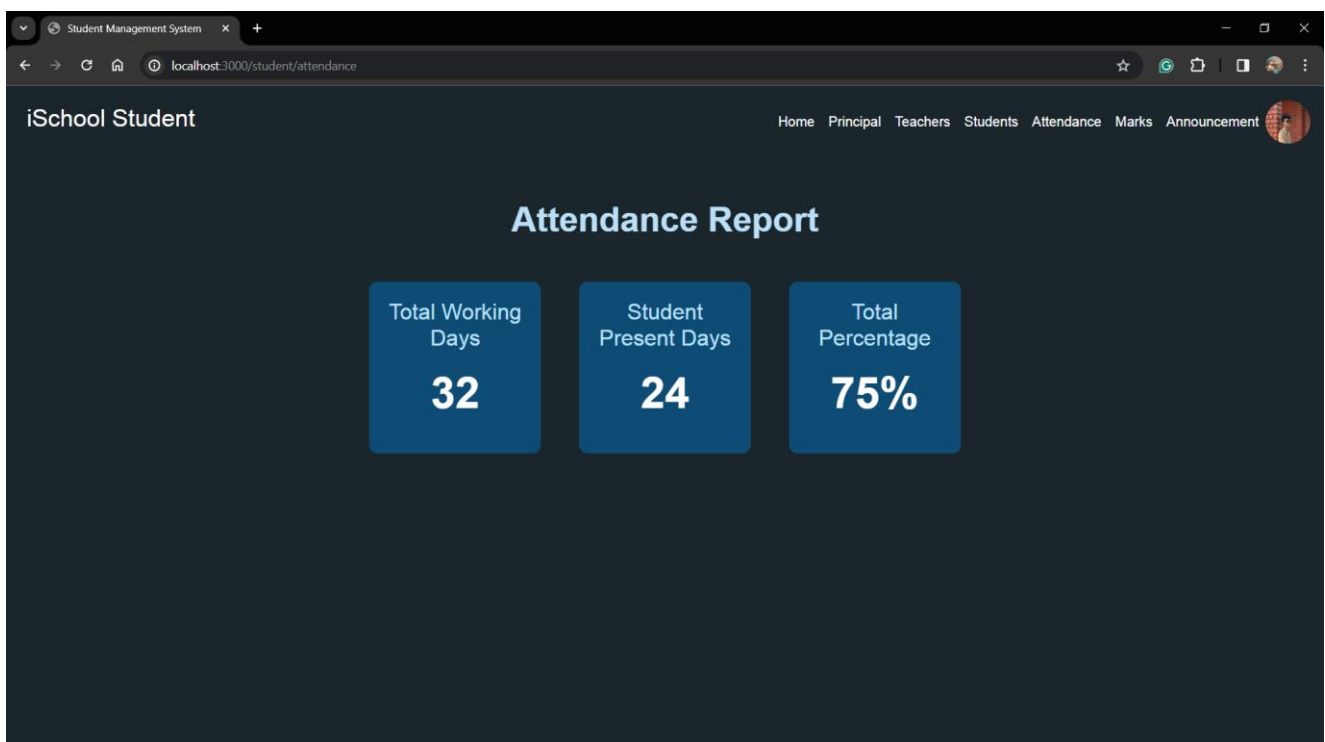 Student Management System
localhost:3000/student/attendance
iSchool Student
Home Principal Teachers Students Attendance Marks Announcement
Attendance Report
Total Working
Days
32
Student
Present Days
24
Total
Percentage
75%